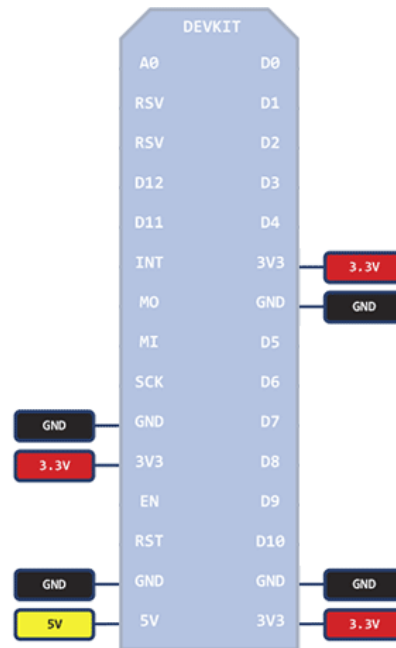 DEVKIT
A0 D0
RSV D1
RSV D2
D12 D3
D11 D4
INT 3V3 3.3V
MO GND GND
MI D5
SCK D6
GND GND D7
3.3V 3V3 D8
EN D9
RST D10
GND GND GND GND
5V 5V 3V3 3.3V